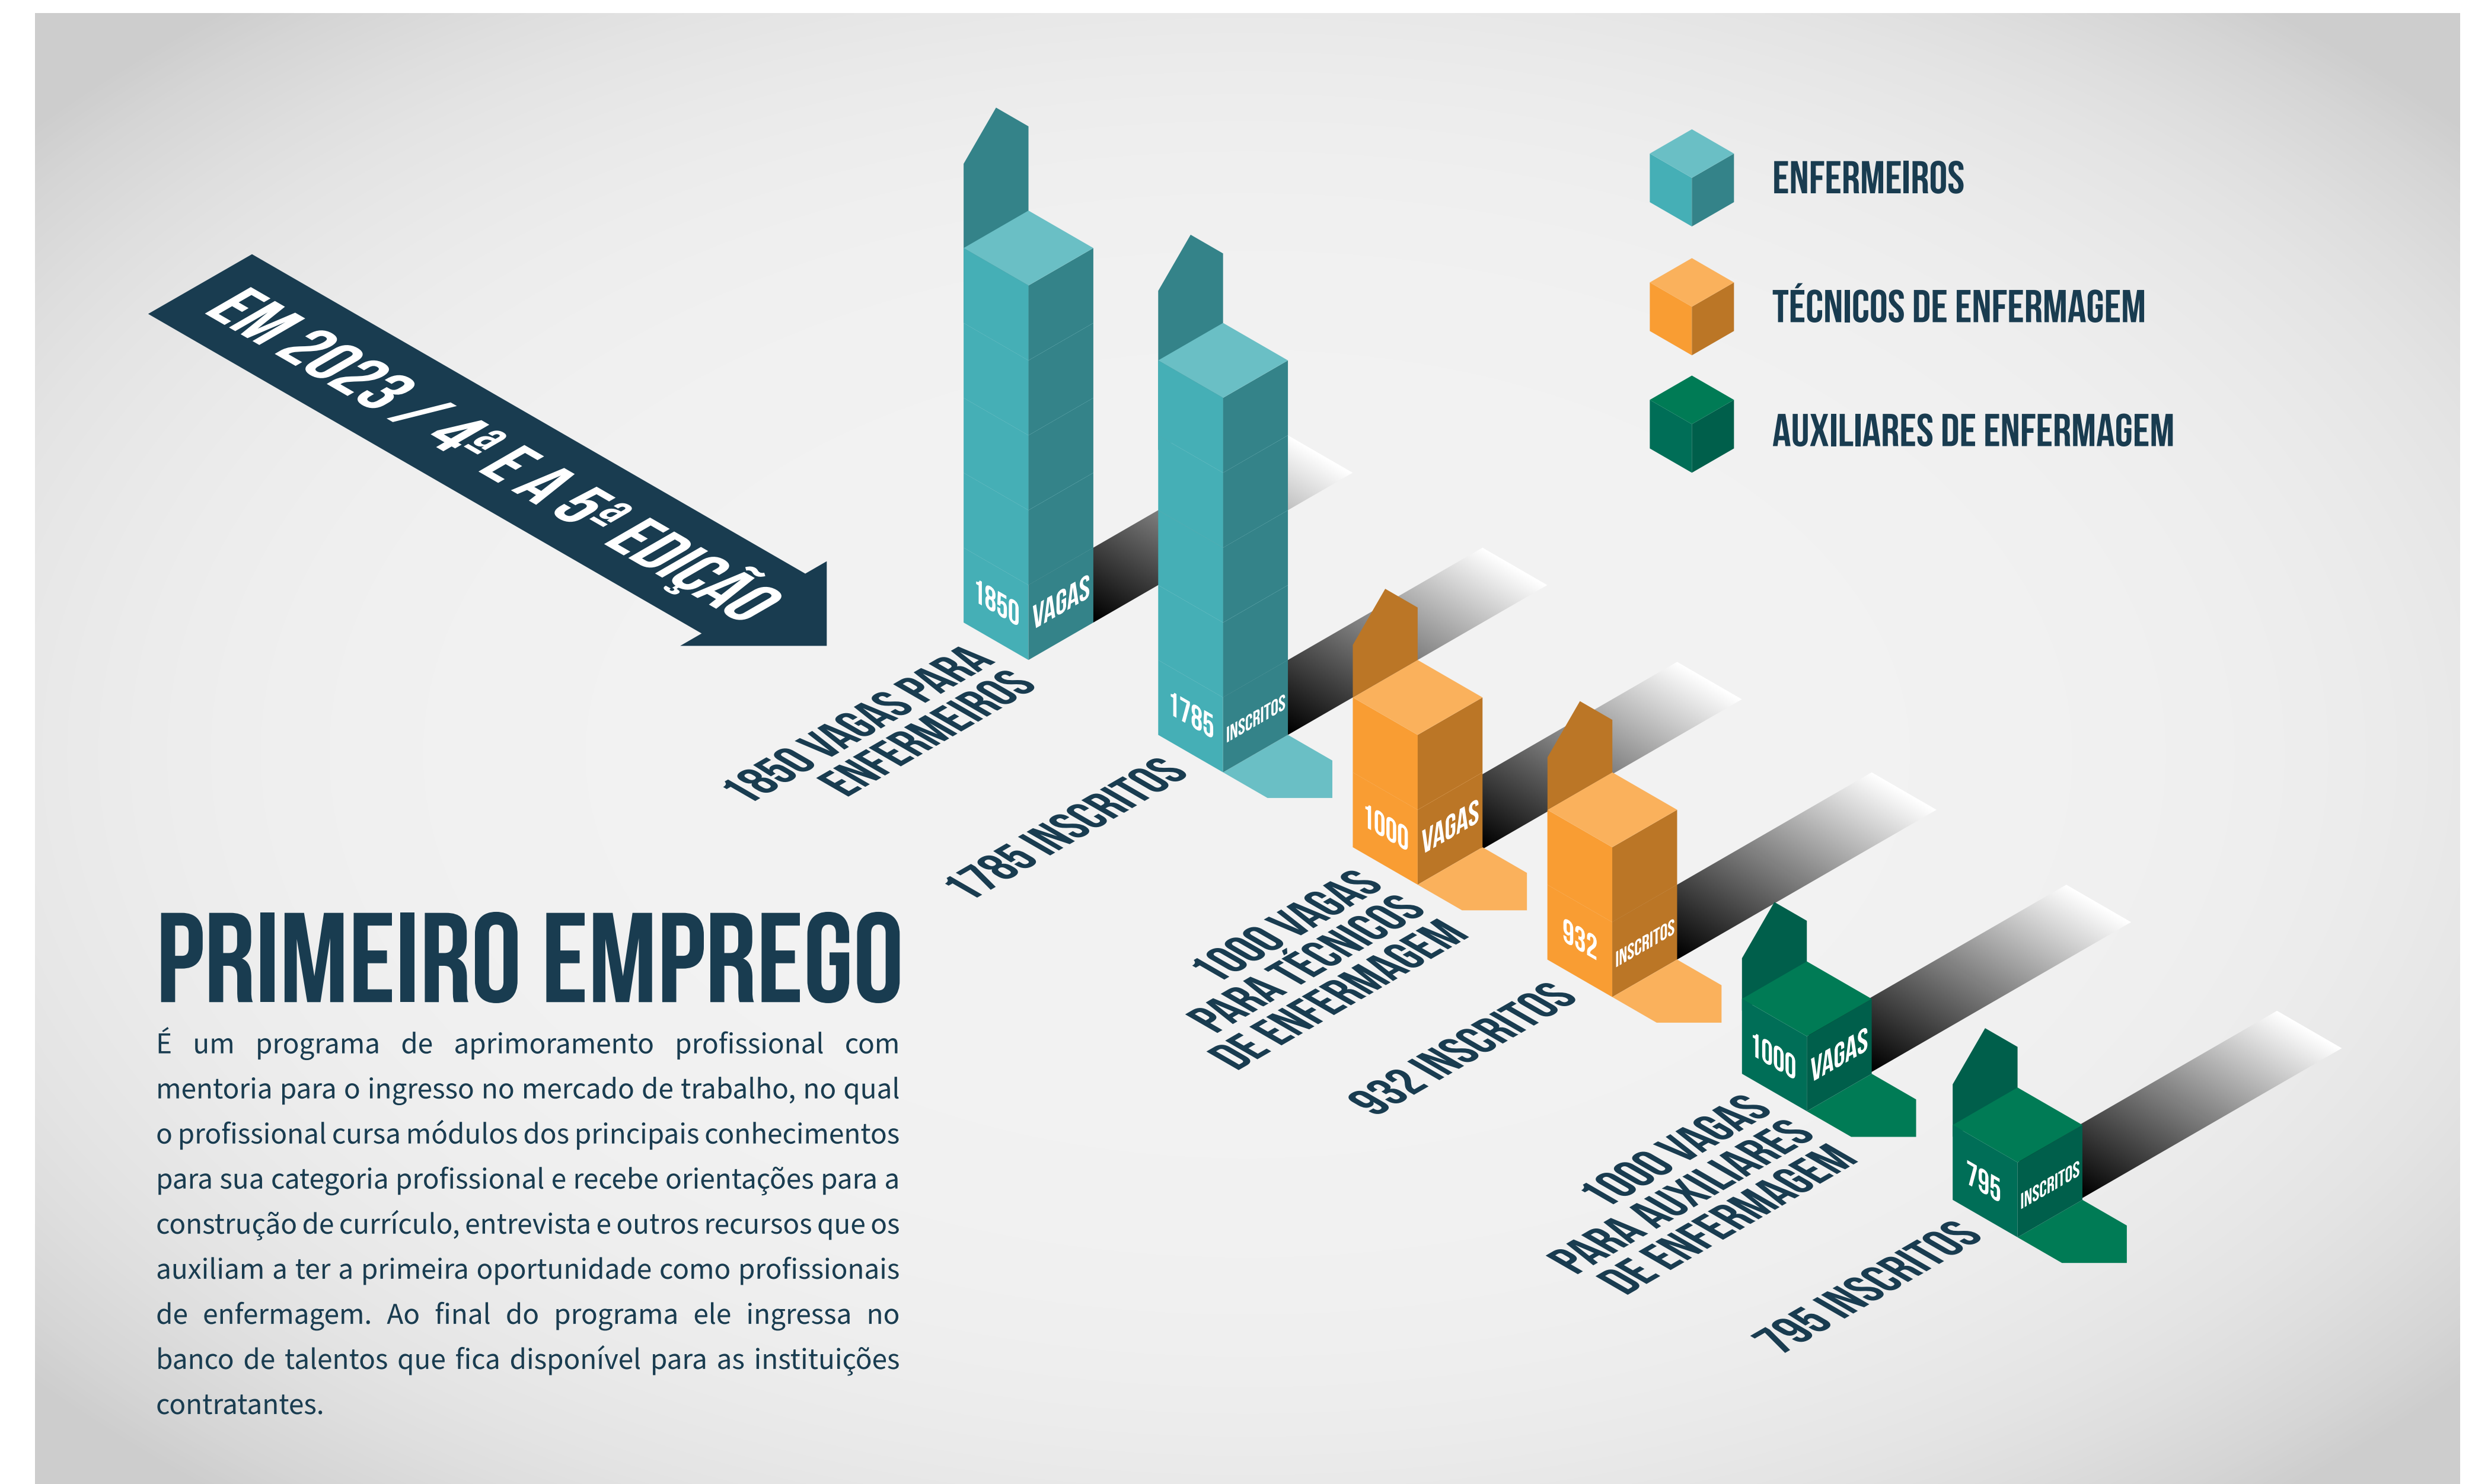 ENFERMEIROS
TÉCNICOS DE ENFERMAGEM
AUXILIARES DE ENFERMAGEM
EM 2023 / 4ª E A 5ª EDIÇÃO
1850 VAGAS
1850 VAGAS PARA
ENFERMEIROS
1785 INSCRITOS
1785 INSCRITOS
1000 VAGAS
1000 VAGAS
PARA TÉCNICOS
DE ENFERMAGEM
932 INSCRITOS
932 INSCRITOS
1000 VAGAS
1000 VAGAS
PARA AUXILIARES
DE ENFERMAGEM
795 INSCRITOS
795 INSCRITOS
PRIMEIRO EMPREGO
É um programa de aprimoramento profissional com
mentoria para o ingresso no mercado de trabalho, no qual
o profissional cursa módulos dos principais conhecimentos
para sua categoria profissional e recebe orientações para a
construção de currículo, entrevista e outros recursos que os
auxiliam a ter a primeira oportunidade como profissionais
de enfermagem. Ao final do programa ele ingressa no
banco de talentos que fica disponível para as instituições
contratantes.